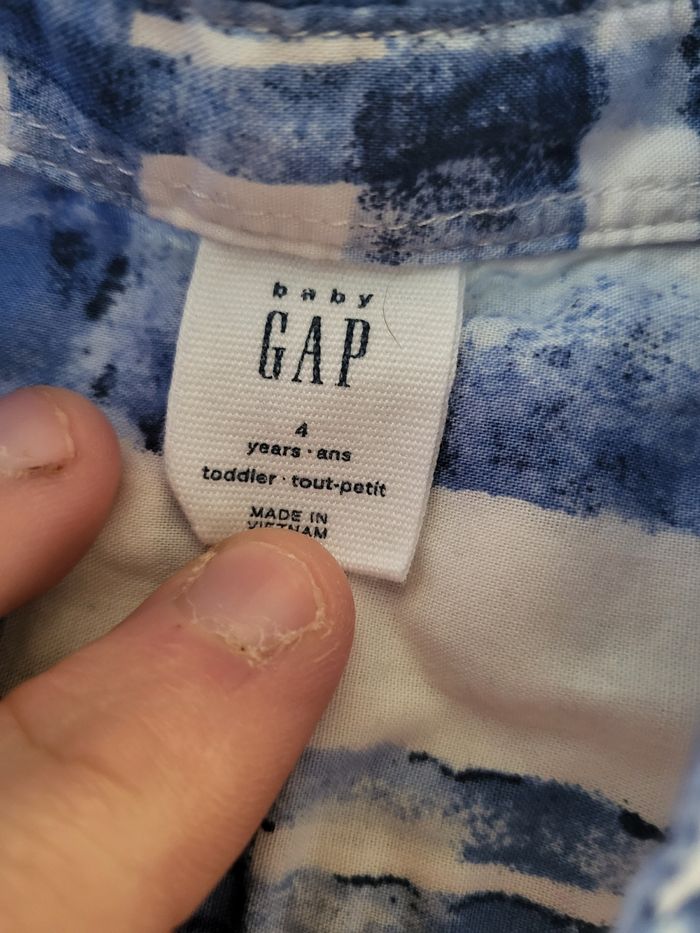 baby
GAP
4
years · ans
toddler · tout-petit
MADE IN
VIETNAM